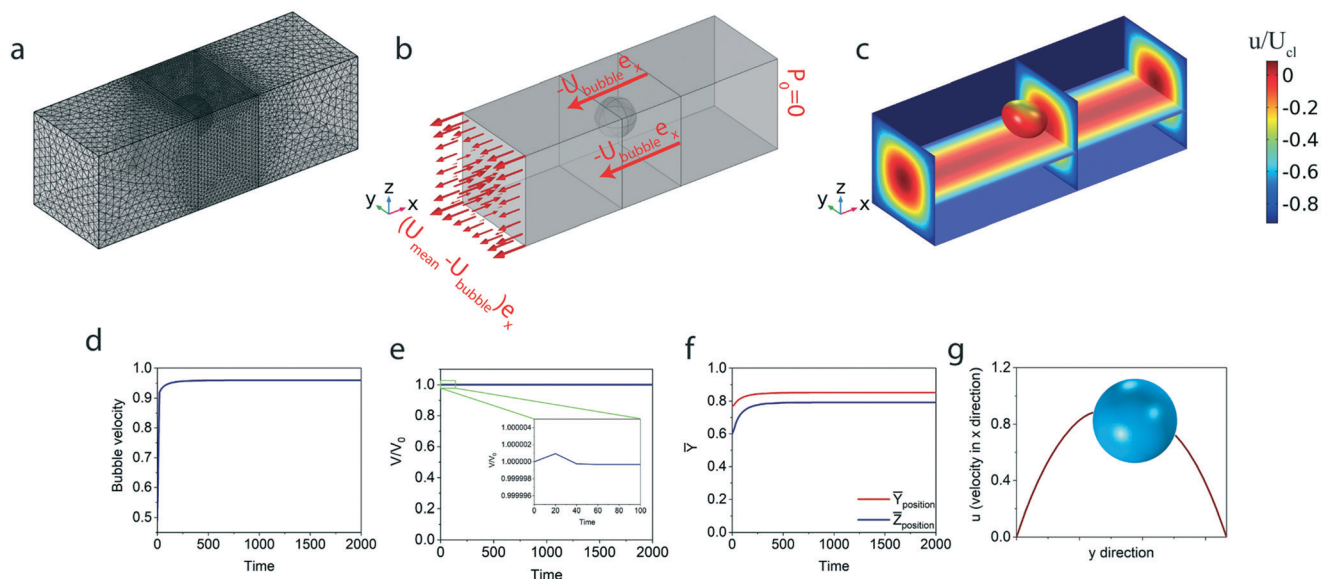 a
y z x
b
-U_bubble e_x
-U_bubble e_x
P_0=0
y z x
(U_mean -U_bubble)e_x
c
y z x
u/U_cl
0
-0.2
-0.4
-0.6
-0.8
d
Bubble velocity
1.0
0.9
0.8
0.7
0.6
0.5
0 500 1000 1500 2000
Time
e
V/V_0
1.0
0.8
0.6
0.4
0.2
0.0
0 500 1000 1500 2000
Time
V/V_0
1.000004
1.000002
1.000000
0.999998
0.999996
0 20 40 60 80 100
Time
f
Y̅
1.0
0.8
0.6
0.4
0.2
0.0
0 500 1000 1500 2000
Time
Y̅_position
Z̅_position
g
u (velocity in x direction)
1.2
0.8
0.4
0.0
y direction